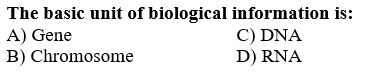 The basic unit of biological information is:
A) Gene C) DNA
B) Chromosome D) RNA